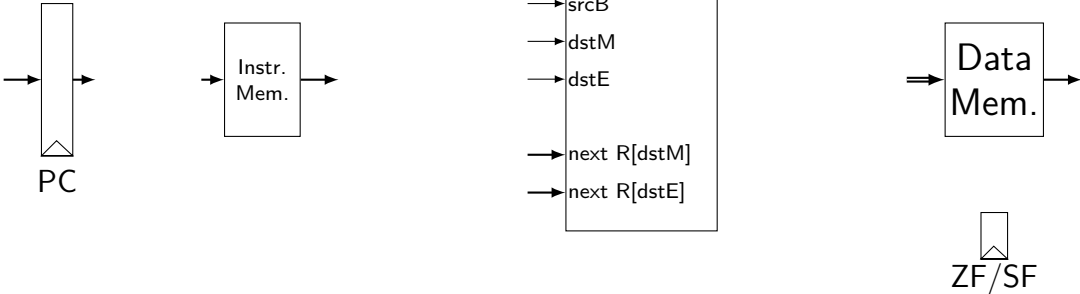 srcB
dstM
dstE
next R[dstM]
next R[dstE]
Instr.
Mem.
PC
Data
Mem.
ZF/SF